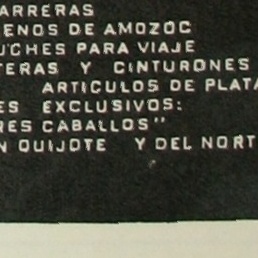 ARRERAS
ENOS DE AMOZOC
UCHES PARA VIAJE
TERAS Y CINTURONES
ARTICULOS DE PLATA
ES EXCLUSIVOS:
RES CABALLOS"
N QUIJOTE Y DEL NORT